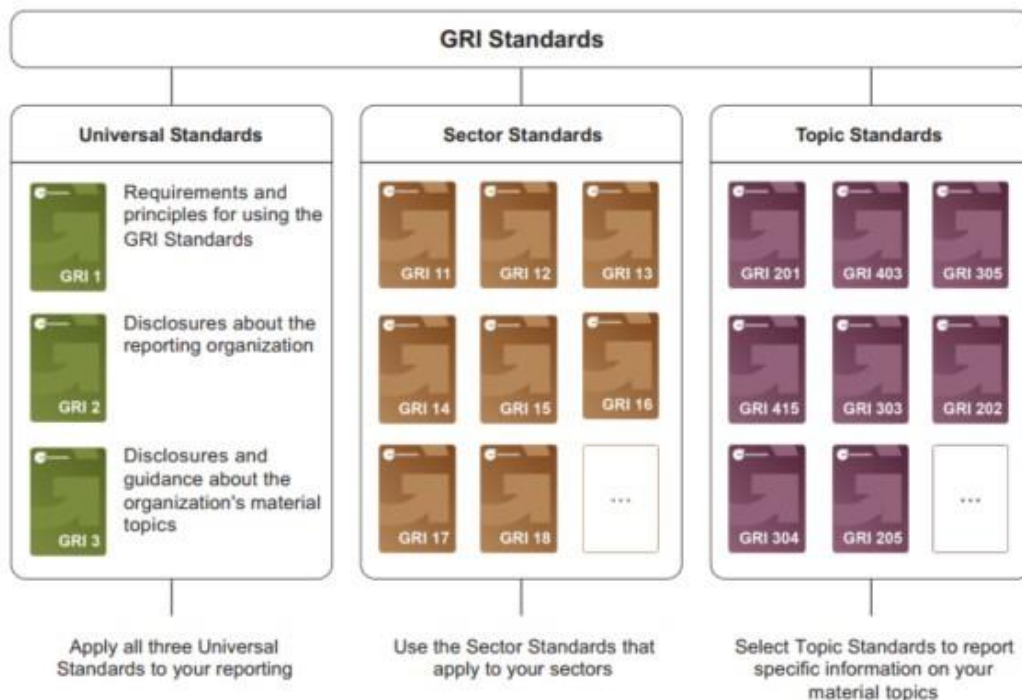 GRI Standards
Universal Standards
GRI 1
Requirements and
principles for using the
GRI Standards
GRI 2
Disclosures about the
reporting organization
GRI 3
Disclosures and
guidance about the
organization's material
topics
Apply all three Universal
Standards to your reporting
Sector Standards
GRI 11
GRI 12
GRI 13
GRI 14
GRI 15
GRI 16
GRI 17
GRI 18
...
Use the Sector Standards that
apply to your sectors
Topic Standards
GRI 201
GRI 403
GRI 305
GRI 415
GRI 303
GRI 202
GRI 304
GRI 205
...
Select Topic Standards to report
specific information on your
material topics